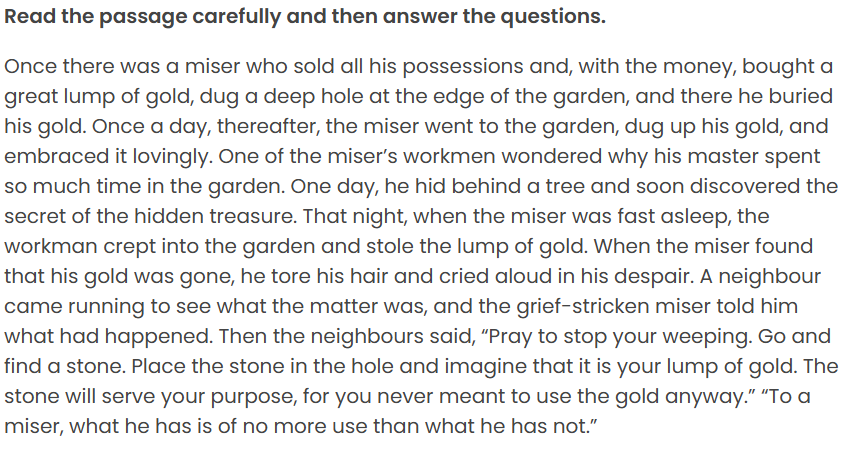 Read the passage carefully and then answer the questions.
Once there was a miser who sold all his possessions and, with the money, bought a
great lump of gold, dug a deep hole at the edge of the garden, and there he buried
his gold. Once a day, thereafter, the miser went to the garden, dug up his gold, and
embraced it lovingly. One of the miser’s workmen wondered why his master spent
so much time in the garden. One day, he hid behind a tree and soon discovered the
secret of the hidden treasure. That night, when the miser was fast asleep, the
workman crept into the garden and stole the lump of gold. When the miser found
that his gold was gone, he tore his hair and cried aloud in his despair. A neighbour
came running to see what the matter was, and the grief-stricken miser told him
what had happened. Then the neighbours said, “Pray to stop your weeping. Go and
find a stone. Place the stone in the hole and imagine that it is your lump of gold. The
stone will serve your purpose, for you never meant to use the gold anyway.” “To a
miser, what he has is of no more use than what he has not.”